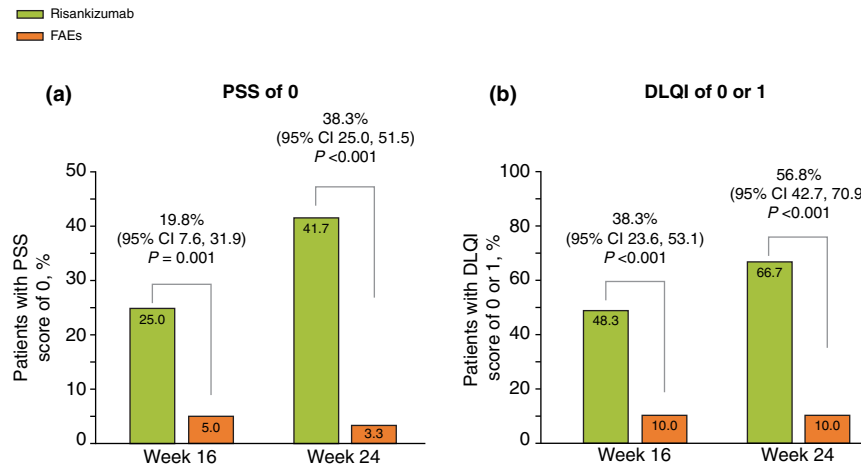 Risankizumab
FAEs
(a)
PSS of 0
Patients with PSS
score of 0, %
50
40
30
20
10
0
19.8%
(95% CI 7.6, 31.9)
P = 0.001
38.3%
(95% CI 25.0, 51.5)
P <0.001
25.0
5.0
41.7
3.3
Week 16
Week 24
(b)
DLQI of 0 or 1
Patients with DLQI
score of 0 or 1, %
100
80
60
40
20
0
38.3%
(95% CI 23.6, 53.1)
P <0.001
56.8%
(95% CI 42.7, 70.9
P <0.001
48.3
10.0
66.7
10.0
Week 16
Week 24